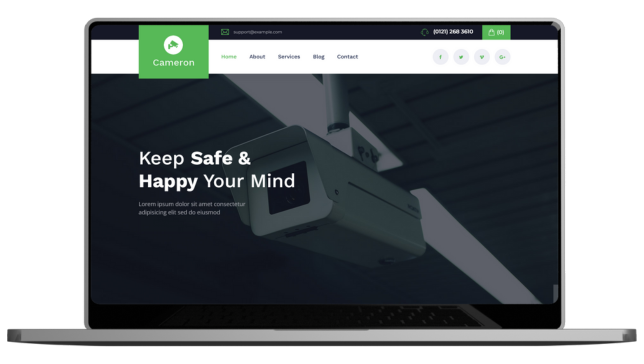 support@example.com
(0121) 268 3610
(0)
Cameron
Home About Services Blog Contact
Keep Safe &
Happy Your Mind
Lorem ipsum dolor sit amet consectetur
adipisicing elit sed do eiusmod